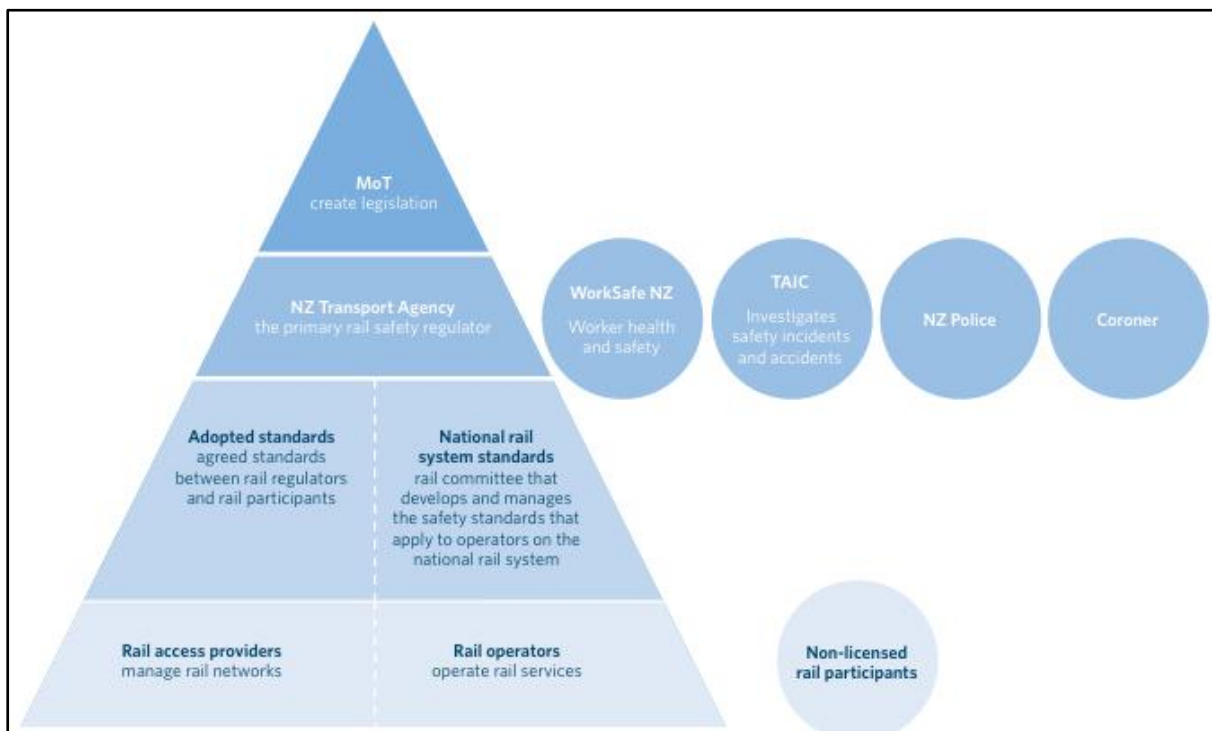 MoT
create legislation
NZ Transport Agency
the primary rail safety regulator
WorkSafe NZ
Worker health
and safety
TAIC
Investigates
safety incidents
and accidents
NZ Police
Coroner
Adopted standards
agreed standards
between rail regulators
and rail participants
National rail
system standards
rail committee that
develops and manages
the safety standards that
apply to operators on the
national rail system
Rail access providers
manage rail networks
Rail operators
operate rail services
Non-licensed
rail participants